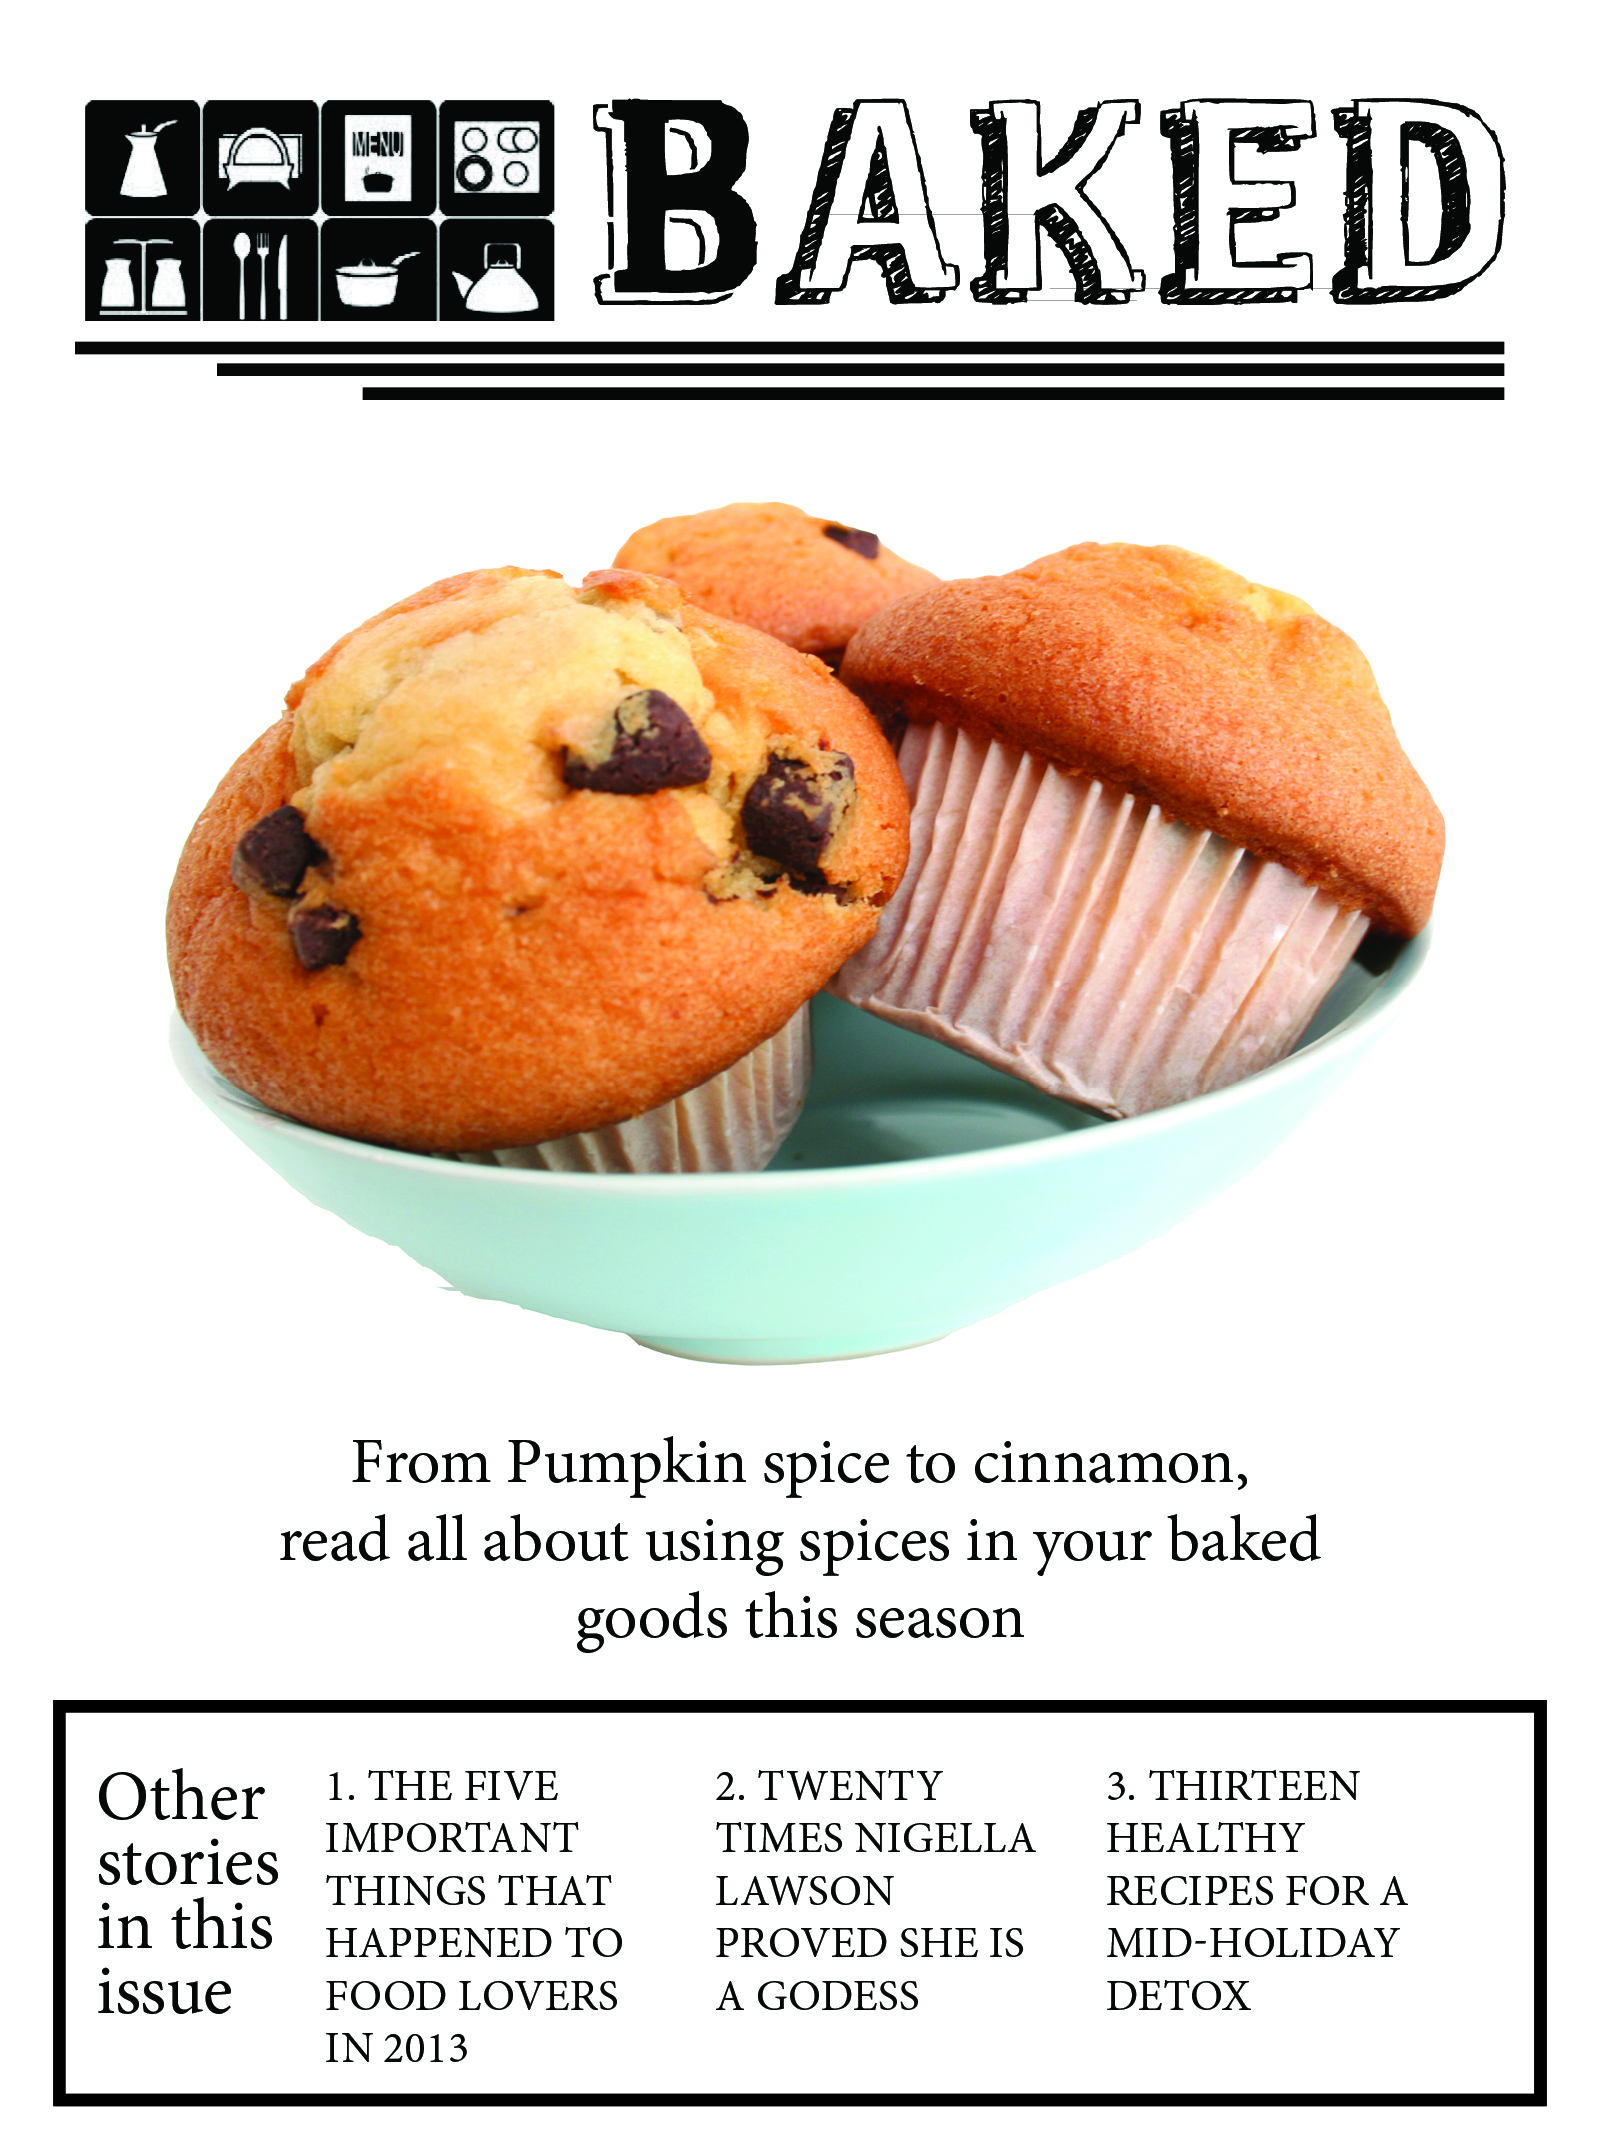 MENU
BAKED
From Pumpkin spice to cinnamon,
read all about using spices in your baked
goods this season
Other
stories
in this
issue
1. THE FIVE
IMPORTANT
THINGS THAT
HAPPENED TO
FOOD LOVERS
IN 2013
2. TWENTY
TIMES NIGELLA
LAWSON
PROVED SHE IS
A GODESS
3. THIRTEEN
HEALTHY
RECIPES FOR A
MID-HOLIDAY
DETOX